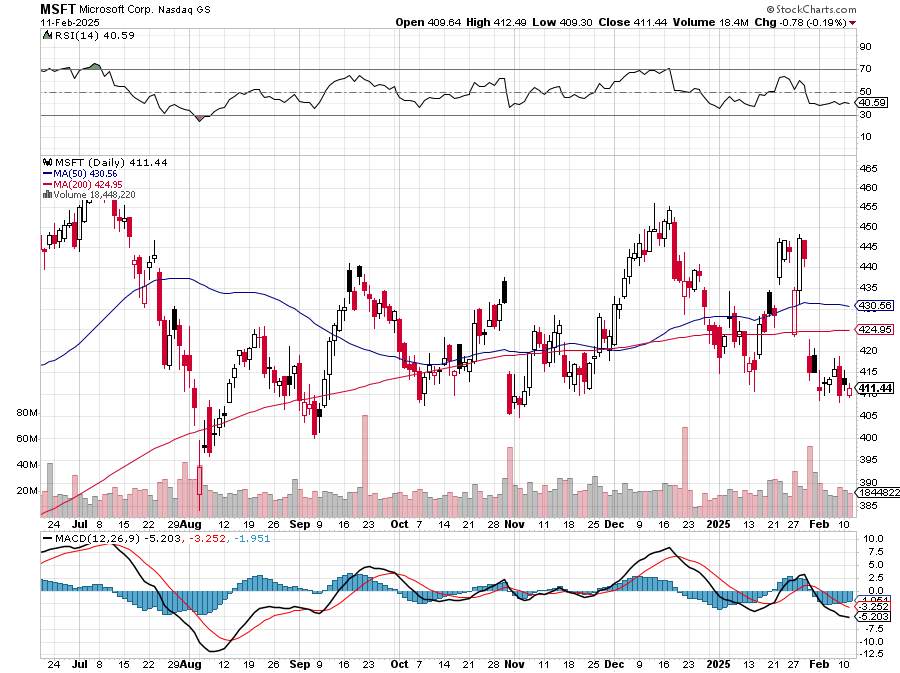 MSFT Microsoft Corp. Nasdaq GS
© StockCharts.com
11-Feb-2025
Open 409.64 High 412.49 Low 409.30 Close 411.44 Volume 18.4M Chg -0.78 (-0.19%)
RSI(14) 40.59
90
70
50
40.59
30
10
MSFT (Daily) 411.44
MA(50) 430.56
MA(200) 424.95
Volume 18,448,220
465
460
455
450
445
440
435
430.56
424.95
420
415
411.44
410
405
400
395
390
385
80M
60M
40M
20M
1844822
24 Jul 8 15 22 29 Aug 12 19 26 Sep 9 16 23 Oct 7 14 21 28 Nov 11 18 25 Dec 9 16 23 2025 13 21 27 Feb 10
MACD(12,26,9) -5.203, -3.252, -1.951
10.0
7.5
5.0
2.5
0.0
-1.951
-3.252
-5.203
-7.5
-10.0
-12.5
24 Jul 8 15 22 29 Aug 12 19 26 Sep 9 16 23 Oct 7 14 21 28 Nov 11 18 25 Dec 9 16 23 2025 13 21 27 Feb 10